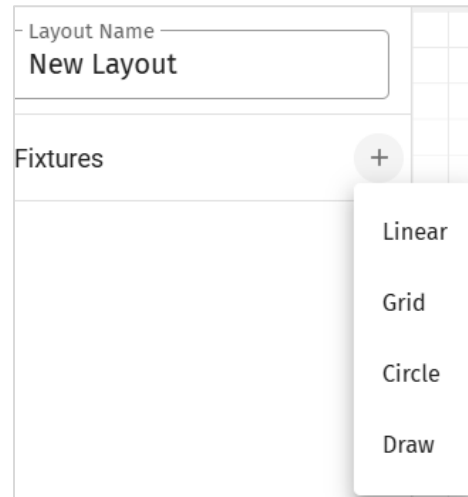 Layout Name
New Layout
Fixtures
+
Linear
Grid
Circle
Draw